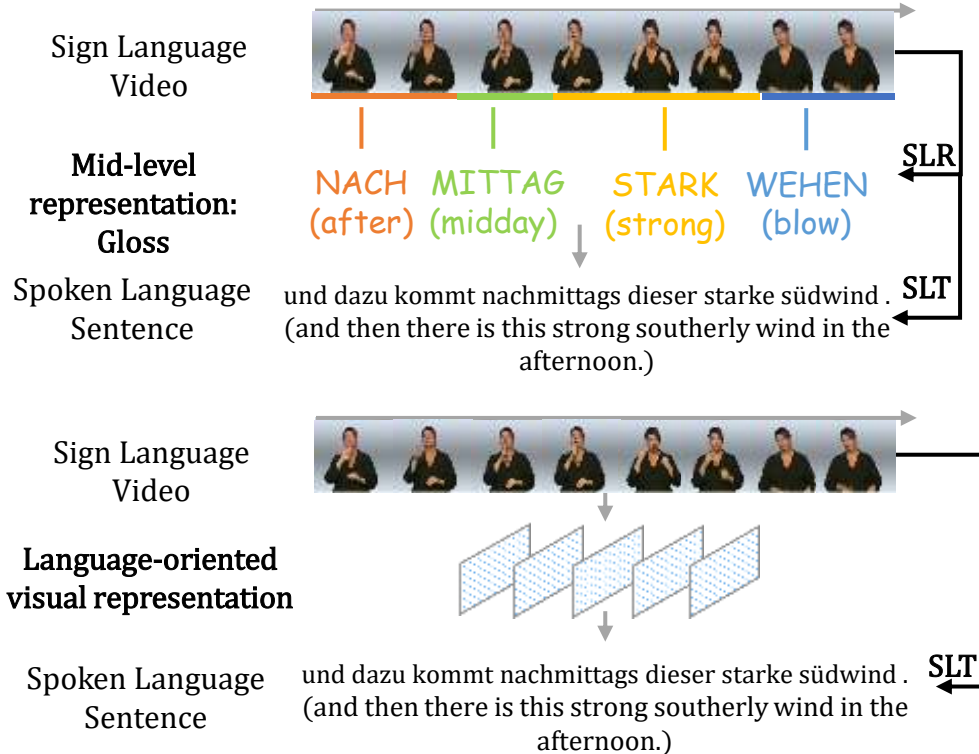 Sign Language
Video
Mid-level
representation:
Gloss
NACH MITTAG STARK WEHEN
(after) (midday) (strong) (blow)
SLR
Spoken Language
Sentence
und dazu kommt nachmittags dieser starke südwind .
(and then there is this strong southerly wind in the
afternoon.)
SLT
Sign Language
Video
Language-oriented
visual representation
Spoken Language
Sentence
und dazu kommt nachmittags dieser starke südwind .
(and then there is this strong southerly wind in the
afternoon.)
SLT